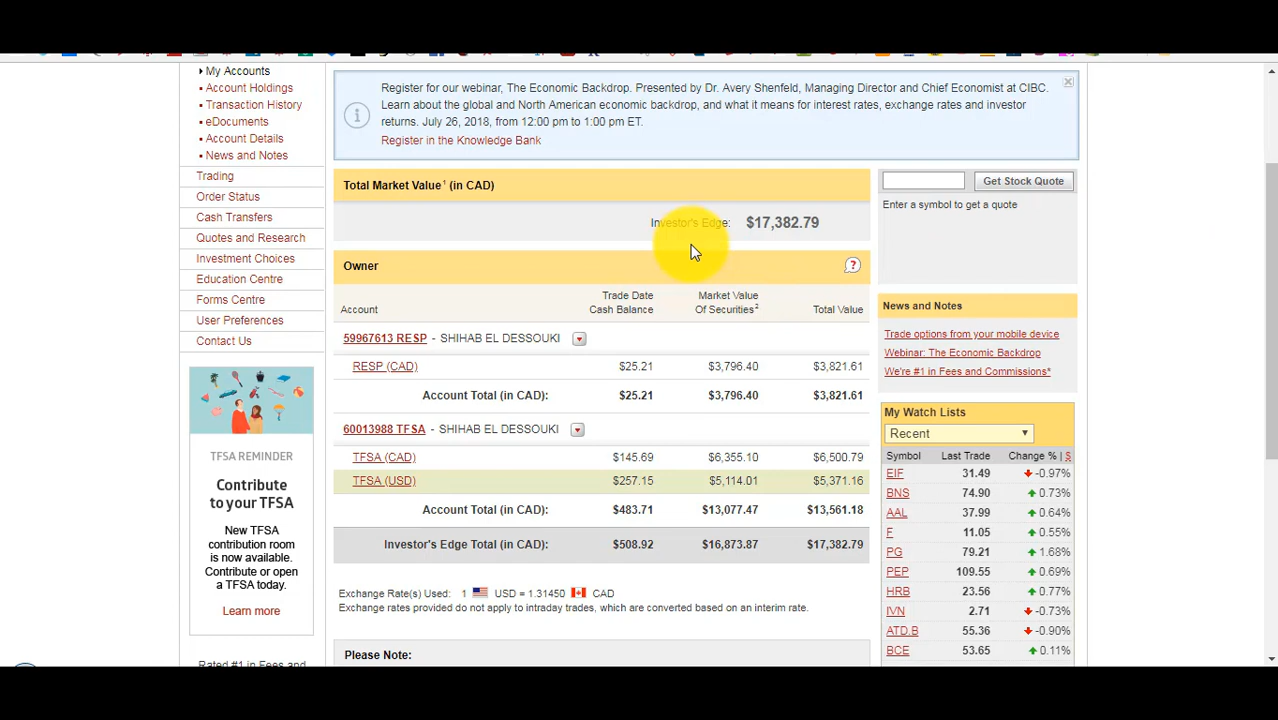 My Accounts
Account Holdings
Transaction History
eDocuments
Account Details
News and Notes
Trading
Order Status
Cash Transfers
Quotes and Research
Investment Choices
Education Centre
Forms Centre
User Preferences
Contact Us
TFSA REMINDER
Contribute
to your TFSA
New TFSA
contribution room
is now available.
Contribute or open
a TFSA today.
Learn more
Rated #1 in Fees and
Register for our webinar, The Economic Backdrop. Presented by Dr. Avery Shenfeld, Managing Director and Chief Economist at CIBC.
Learn about the global and North American economic backdrop, and what it means for interest rates, exchange rates and investor
returns. July 26, 2018, from 12:00 pm to 1:00 pm ET.
Register in the Knowledge Bank
Total Market Value¹ (in CAD)
Investor's Edge: $17,382.79
Owner ?
Trade Date Market Value
Account Cash Balance Of Securities² Total Value
59967613 RESP - SHIHAB EL DESSOUKI
RESP (CAD) $25.21 $3,796.40 $3,821.61
Account Total (in CAD): $25.21 $3,796.40 $3,821.61
60013988 TFSA - SHIHAB EL DESSOUKI
TFSA (CAD) $145.69 $6,355.10 $6,500.79
TFSA (USD) $257.15 $5,114.01 $5,371.16
Account Total (in CAD): $483.71 $13,077.47 $13,561.18
Investor's Edge Total (in CAD): $508.92 $16,873.87 $17,382.79
Exchange Rate(s) Used: 1 USD = 1.31450 CAD
Exchange rates provided do not apply to intraday trades, which are converted based on an interim rate.
Please Note:
Get Stock Quote
Enter a symbol to get a quote
News and Notes
Trade options from your mobile device
Webinar: The Economic Backdrop
We're #1 in Fees and Commissions*
My Watch Lists
Recent
Symbol Last Trade Change % | $
EIF 31.49 -0.97%
BNS 74.90 0.73%
AAL 37.99 0.64%
F 11.05 0.55%
PG 79.21 1.68%
PEP 109.55 0.69%
HRB 23.56 0.77%
IVN 2.71 -0.73%
ATD.B 55.36 -0.90%
BCE 53.65 0.11%